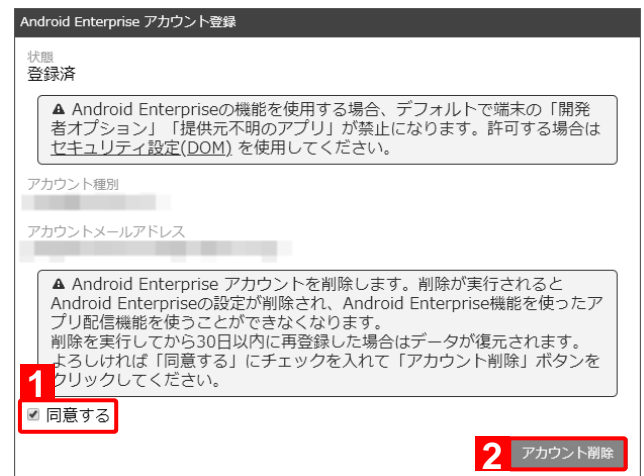 Android Enterprise アカウント登録
状態
登録済
▲ Android Enterpriseの機能を使用する場合、デフォルトで端末の「開発
者オプション」「提供元不明のアプリ」が禁止になります。許可する場合は
セキュリティ設定(DOM) を使用してください。
アカウント種別
アカウントメールアドレス
▲ Android Enterprise アカウントを削除します。削除が実行されると
Android Enterpriseの設定が削除され、Android Enterprise機能を使ったア
プリ配信機能を使うことができなくなります。
削除を実行してから30日以内に再登録した場合はデータが復元されます。
よろしければ「同意する」にチェックを入れて「アカウント削除」ボタンを
クリックしてください。
1
同意する
2 アカウント削除